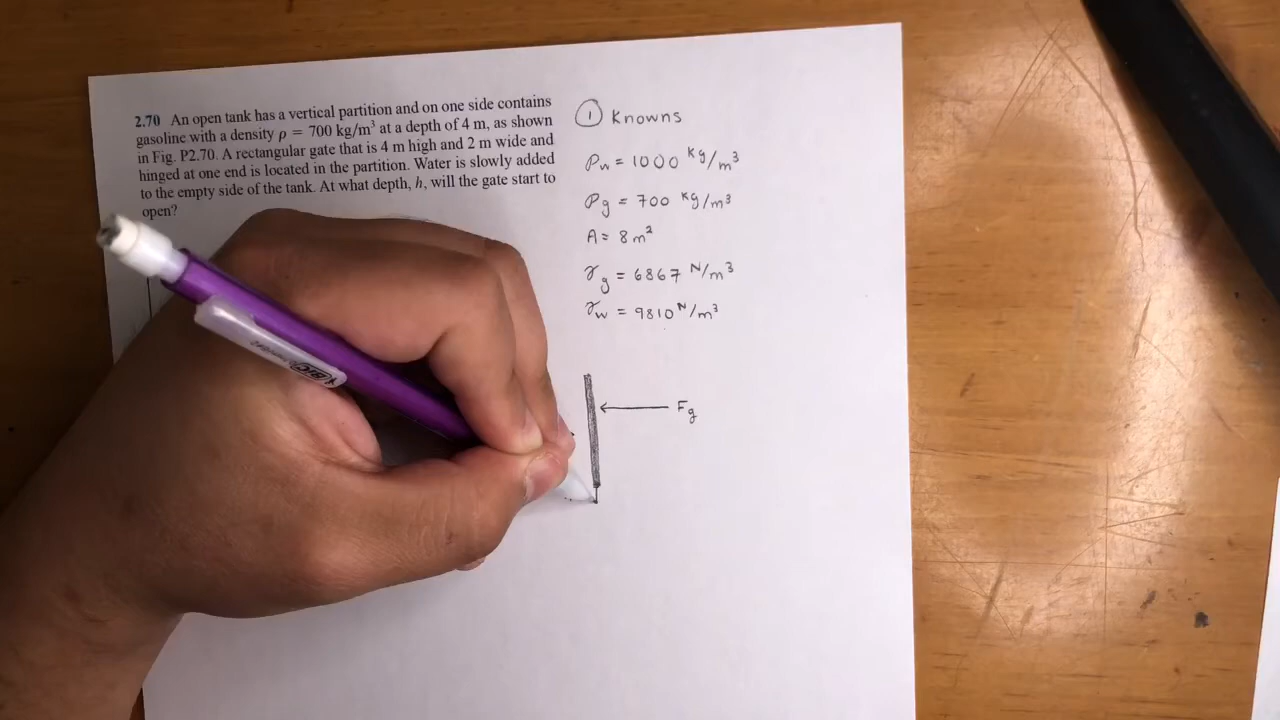 2.70 An open tank has a vertical partition and on one side contains
gasoline with a density ρ = 700 kg/m³ at a depth of 4 m, as shown
in Fig. P2.70. A rectangular gate that is 4 m high and 2 m wide and
hinged at one end is located in the partition. Water is slowly added
to the empty side of the tank. At what depth, h, will the gate start to
open?
① Knowns
ρw = 1000 kg/m³
ρg = 700 kg/m³
A = 8m²
γg = 6867 N/m³
γw = 9810 N/m³
Fg
BIC